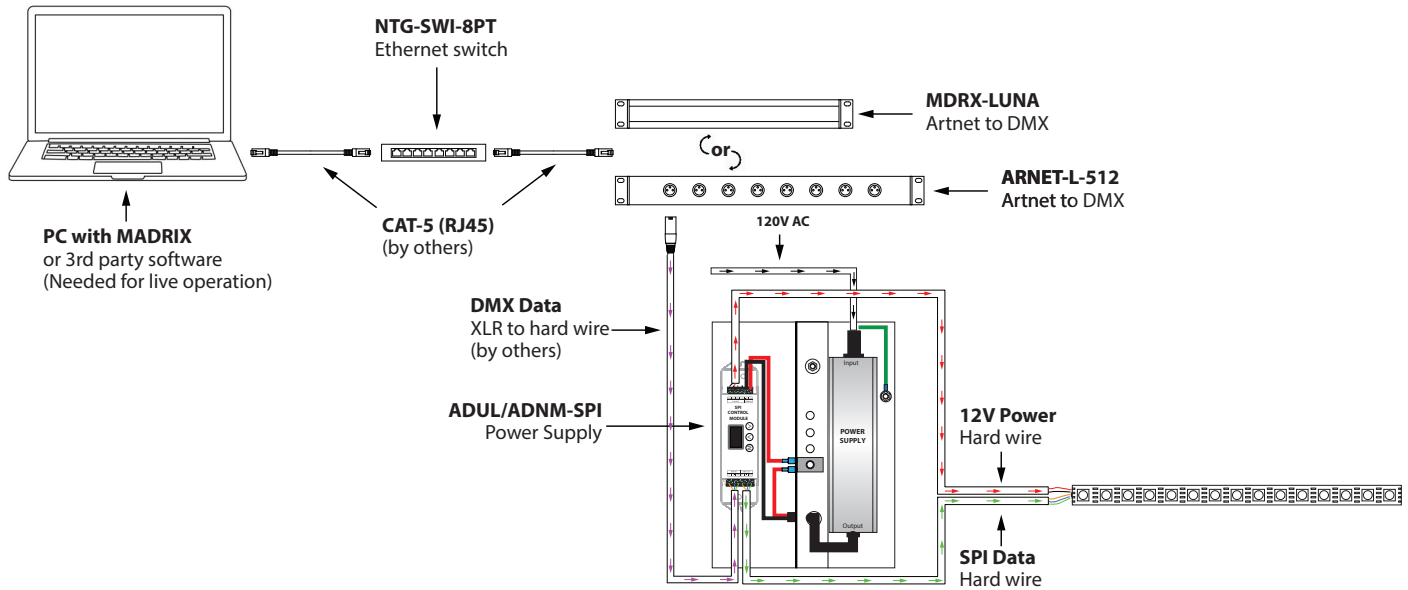 NTG-SWI-8PT
Ethernet switch
MDRX-LUNA
Artnet to DMX
or
ARNET-L-512
Artnet to DMX
PC with MADRIX
or 3rd party software
(Needed for live operation)
CAT-5 (RJ45)
(by others)
120V AC
DMX Data
XLR to hard wire
(by others)
Input
SPI
CONTROL
MODULE
ADUL/ADNM-SPI
Power Supply
POWER
SUPPLY
12V Power
Hard wire
Output
SPI Data
Hard wire